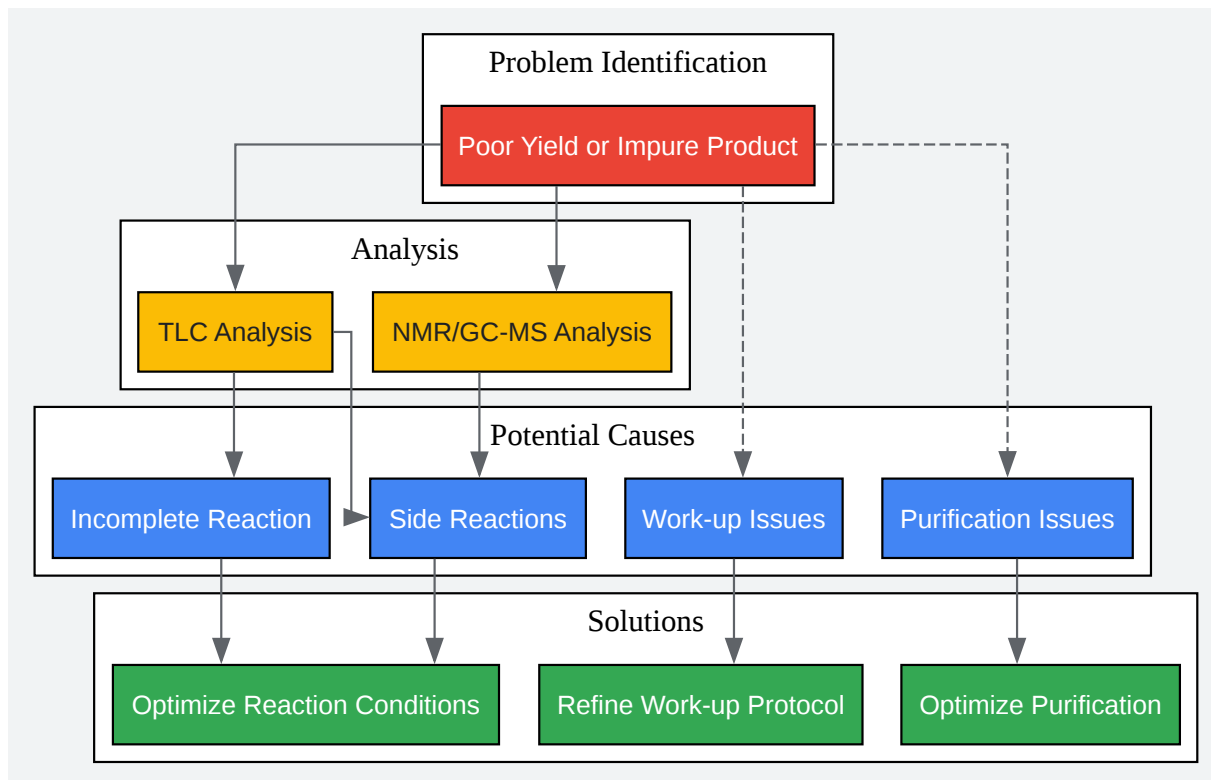 Problem Identification
Poor Yield or Impure Product
Analysis
TLC Analysis
NMR/GC-MS Analysis
Potential Causes
Incomplete Reaction
Side Reactions
Work-up Issues
Purification Issues
Solutions
Optimize Reaction Conditions
Refine Work-up Protocol
Optimize Purification